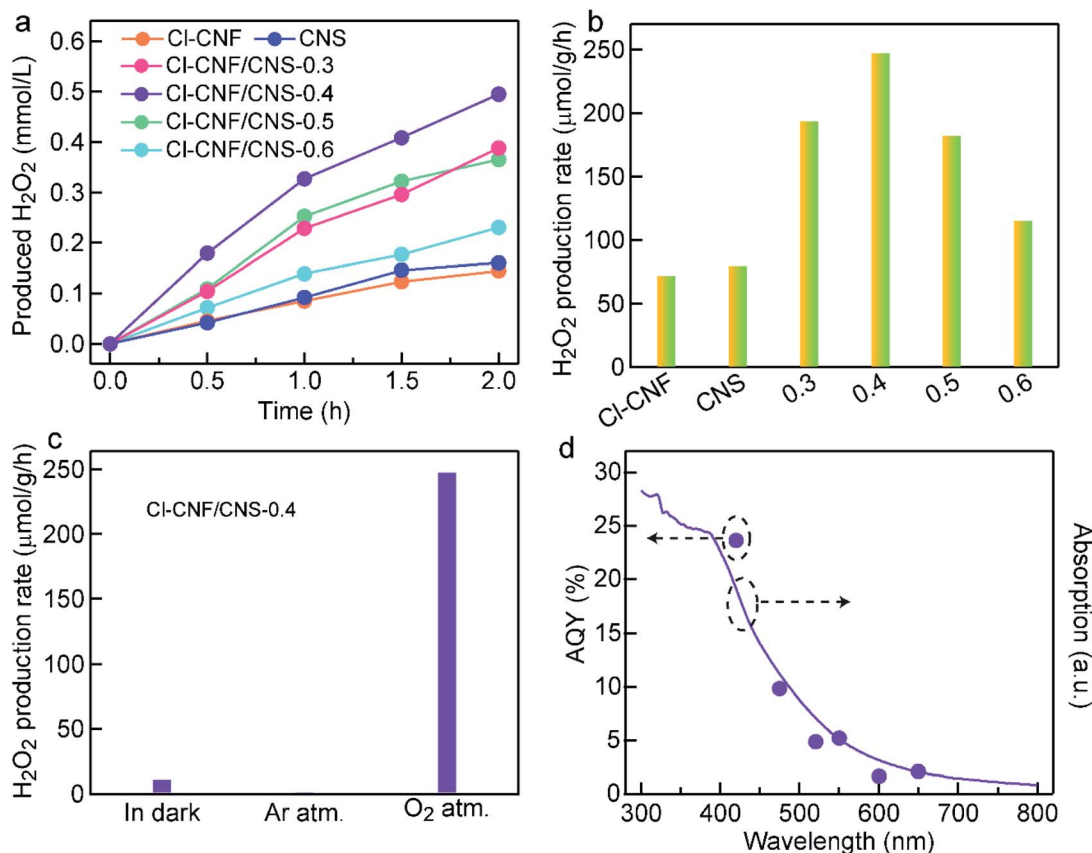 a
Produced H₂O₂ (mmol/L)
0.6
0.5
0.4
0.3
0.2
0.1
0.0
Cl-CNF CNS
Cl-CNF/CNS-0.3
Cl-CNF/CNS-0.4
Cl-CNF/CNS-0.5
Cl-CNF/CNS-0.6
0.0 0.5 1.0 1.5 2.0
Time (h)
b
H₂O₂ production rate (μmol/g/h)
250
200
150
100
50
0
Cl-CNF CNS 0.3 0.4 0.5 0.6
c
H₂O₂ production rate (μmol/g/h)
250
200
150
100
50
0
Cl-CNF/CNS-0.4
In dark Ar atm. O₂ atm.
d
AQY (%)
30
25
20
15
10
5
0
300 400 500 600 700 800
Wavelength (nm)
Absorption (a.u.)